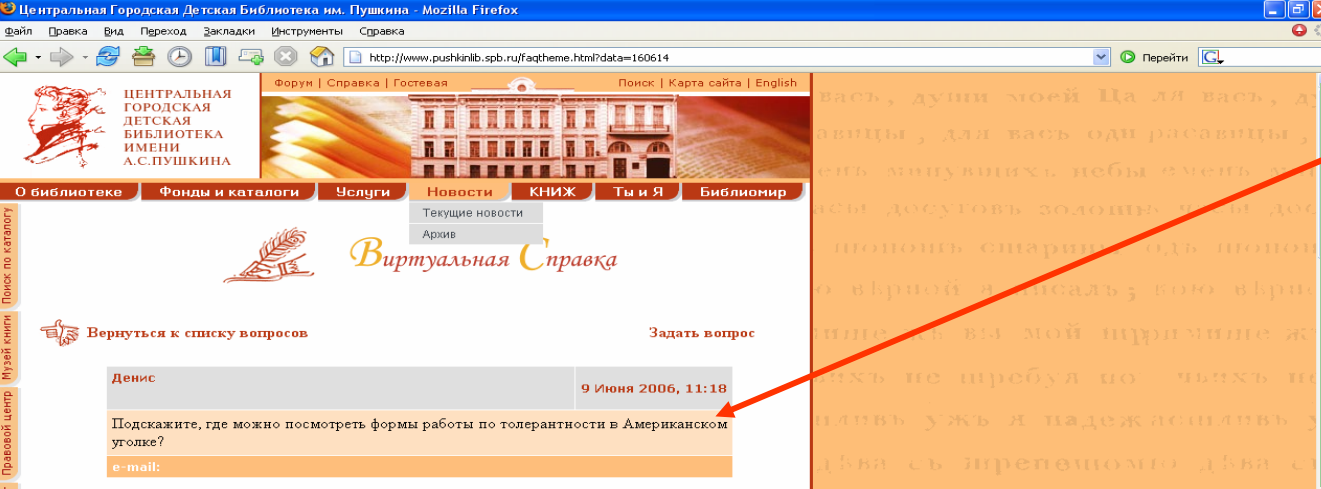 Центральная Городская Детская Библиотека им. Пушкина - Mozilla Firefox
Файл Правка Вид Переход Закладки Инструменты Справка
http://www.pushkinlib.spb.ru/faqtheme.html?data=160614
Перейти
Форум | Справка | Гостевая
Поиск | Карта сайта | English
ЦЕНТРАЛЬНАЯ
ГОРОДСКАЯ
ДЕТСКАЯ
БИБЛИОТЕКА
ИМЕНИ
А.С.ПУШКИНА
О библиотеке Фонды и каталоги Услуги Новости КНИЖ Ты и Я Библиомир
Текущие новости
Архив
Поиск по каталогу
Музей книги
Правовой центр
Виртуальная Справка
Вернуться к списку вопросов
Задать вопрос
Денис
9 Июня 2006, 11:18
Подскажите, где можно посмотреть формы работы по толерантности в Американском
уголке?
e-mail: